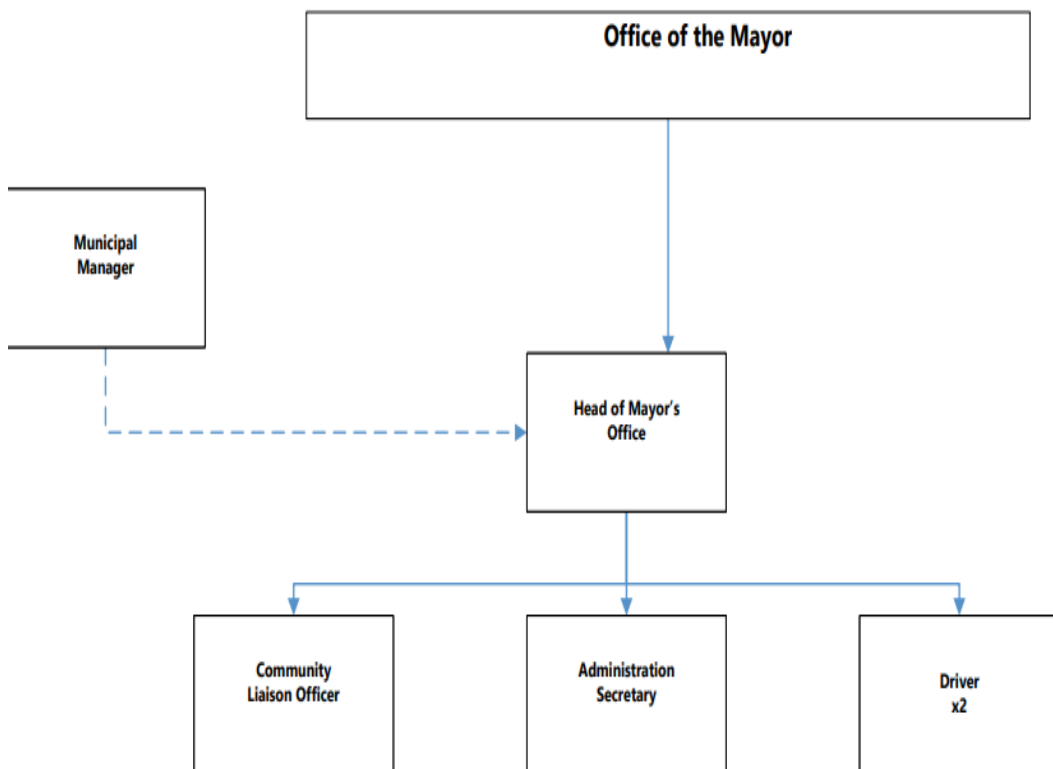 Office of the Mayor
Municipal
Manager
Head of Mayor's
Office
Community
Liaison Officer
Administration
Secretary
Driver
x2